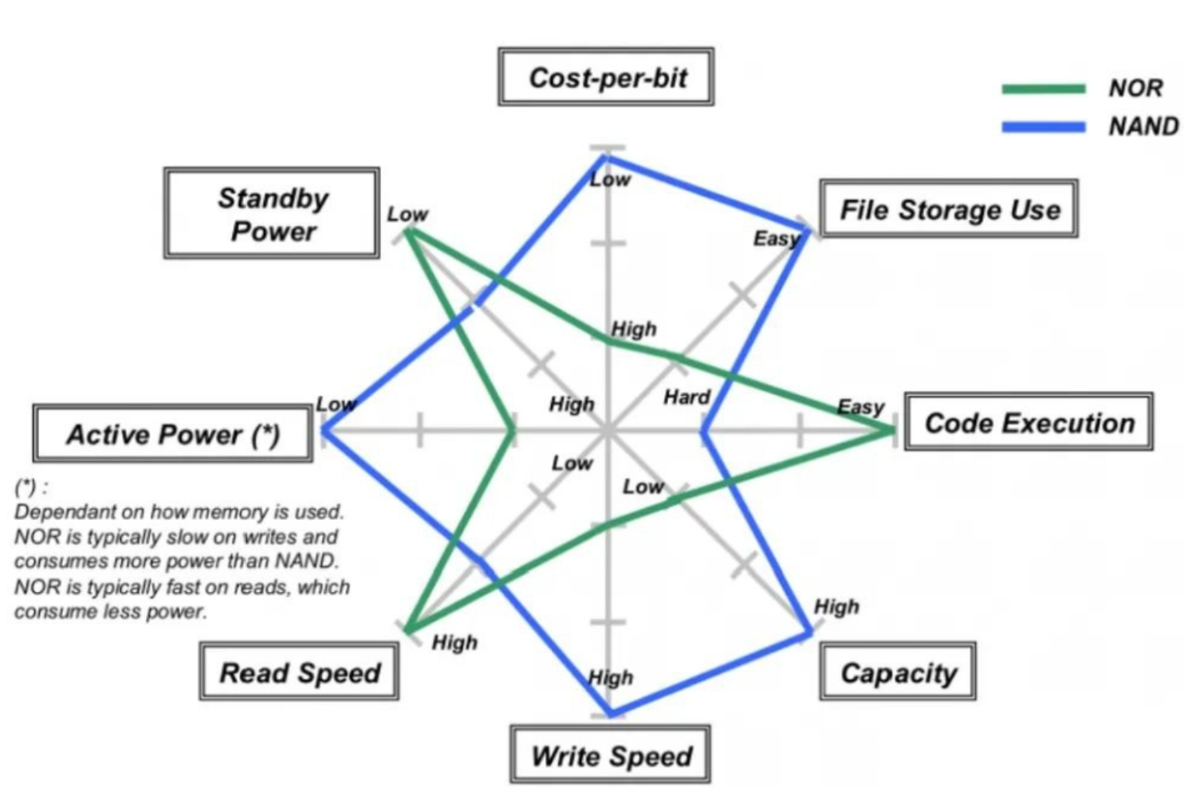 Cost-per-bit
NOR
NAND
Standby
Power
Low
Low
File Storage Use
Easy
High
Hard
High
Easy
Code Execution
Low
Active Power (*)
Low
Low
(*) :
Dependant on how memory is used.
NOR is typically slow on writes and
consumes more power than NAND.
NOR is typically fast on reads, which
consume less power.
High
High
High
Read Speed
Capacity
Write Speed